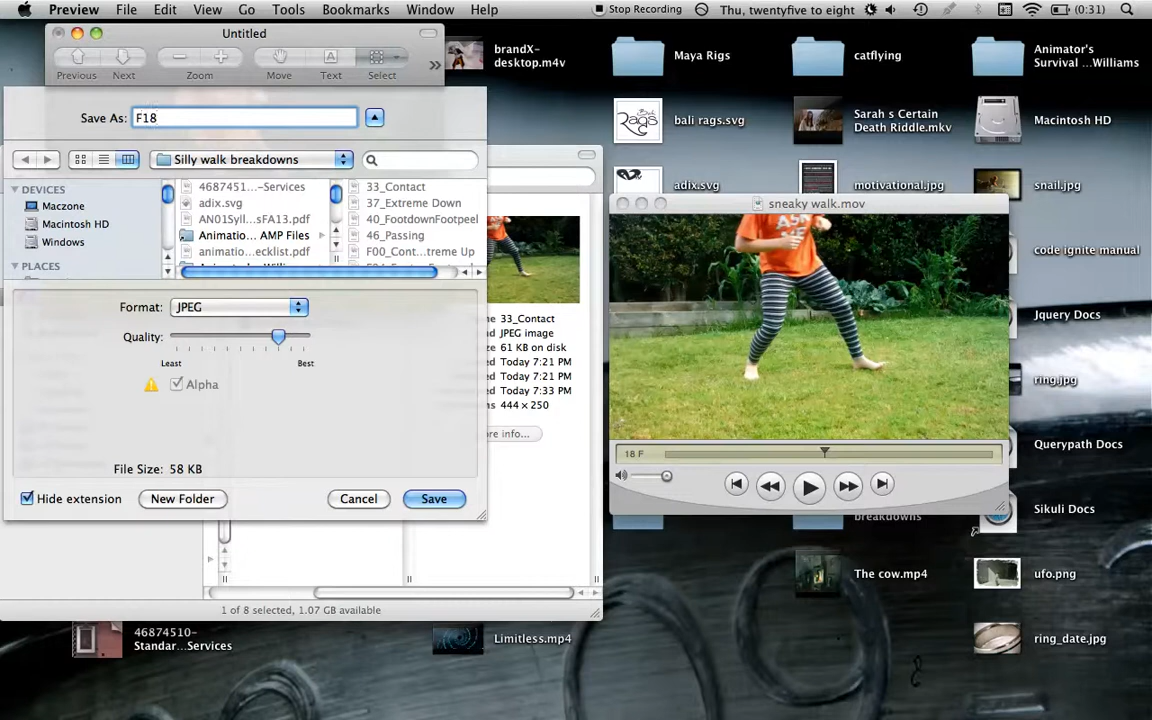 Preview File Edit View Go Tools Bookmarks Window Help
Stop Recording
Thu, twentyfive to eight
(0:31)
Untitled
Previous Next Zoom Move Text Select
Save As: F18
Silly walk breakdowns
DEVICES
Maczone
Macintosh HD
Windows
PLACES
4687451...-Services
adix.svg
AN01Syll...sFA13.pdf
Animatio... AMP Files
animatio...ecklist.pdf
33_Contact
37_Extreme Down
40_FootdownFootpeel
46_Passing
F00_Cont...treme Up
Format: JPEG
Quality:
Least Best
Alpha
File Size: 58 KB
Hide extension
New Folder
Cancel
Save
33_Contact
JPEG image
61 KB on disk
Today 7:21 PM
Today 7:21 PM
Today 7:33 PM
444 × 250
1 of 8 selected, 1.07 GB available
brandX-
desktop.m4v
Maya Rigs
catflying
Animator's
Survival ...Williams
bali rags.svg
Sarah s Certain
Death Riddle.mkv
Macintosh HD
adix.svg
motivational.jpg
snail.jpg
sneaky walk.mov
18 F
code ignite manual
Jquery Docs
ring.jpg
Querypath Docs
breakdowns
Sikuli Docs
The cow.mp4
ufo.png
46874510-
Standar...Services
Limitless.mp4
ring_date.jpg